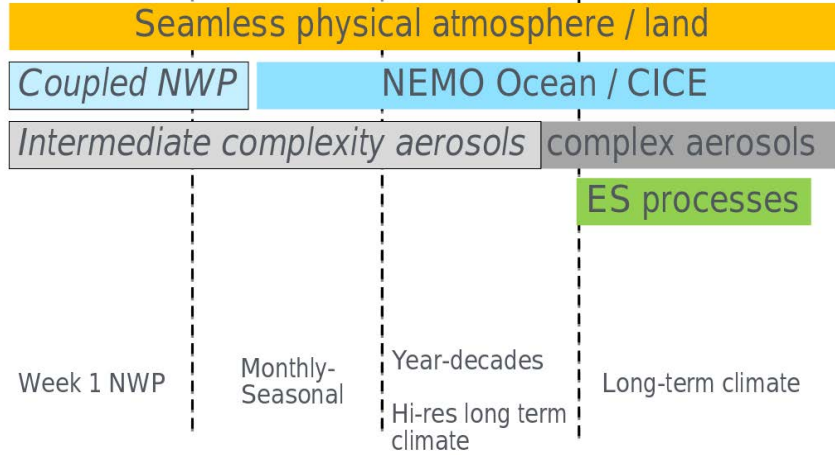 Seamless physical atmosphere / land
Coupled NWP
NEMO Ocean / CICE
Intermediate complexity aerosols
complex aerosols
ES processes
Week 1 NWP
Monthly-
Seasonal
Year-decades
Hi-res long term
climate
Long-term climate